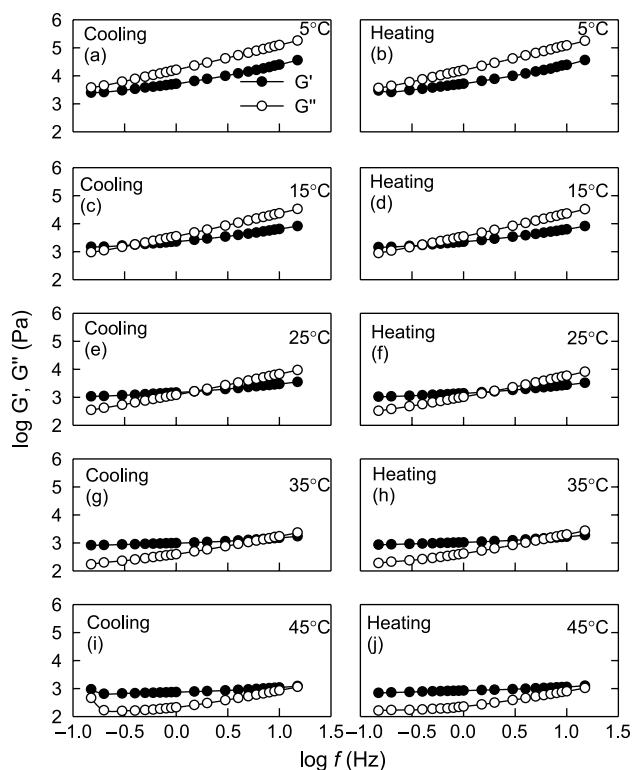 6
5
4
3
2
Cooling
(a)
5°C
G'
G"
Heating
(b)
5°C
6
5
4
3
2
Cooling
(c)
15°C
Heating
(d)
15°C
6
5
4
3
2
Cooling
(e)
25°C
Heating
(f)
25°C
6
5
4
3
2
Cooling
(g)
35°C
Heating
(h)
35°C
6
5
4
3
2
Cooling
(i)
45°C
Heating
(j)
45°C
log G', G" (Pa)
–1.0 –0.5 0.0 0.5 1.0 –0.5 0.0 0.5 1.0 1.5
log f (Hz)